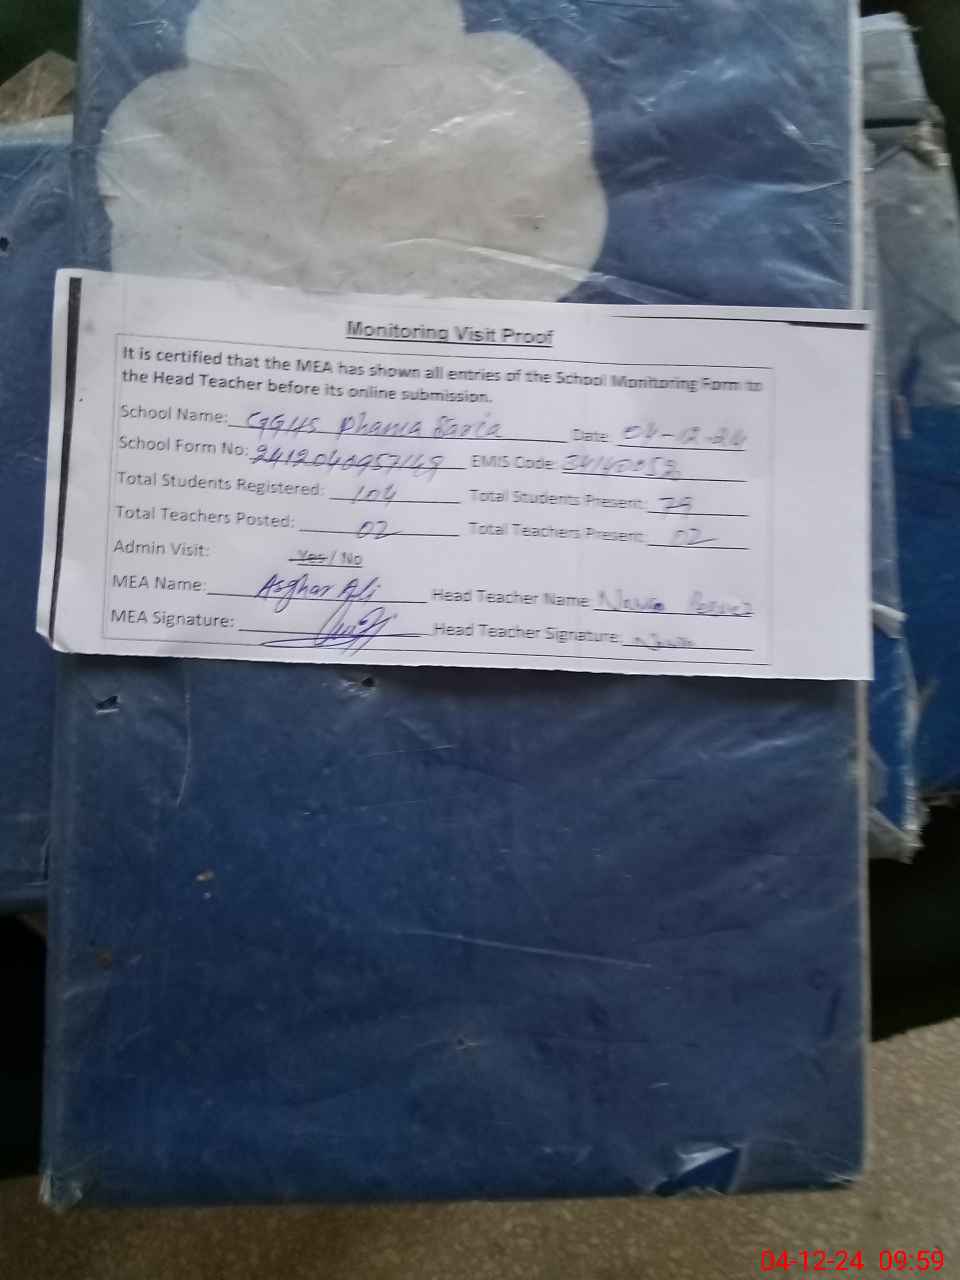 Monitoring Visit Proof
It is certified that the MEA has shown all entries of the School Monitoring Form to
the Head Teacher before its online submission.
School Name: GGHS Date: 04-12-24
School Form No: EMIS Code:
Total Students Registered: 104 Total Students Present: 79
Total Teachers Posted: 02 Total Teachers Present: 02
Admin Visit: Yes / No
MEA Name: Asghar Ali Head Teacher Name
MEA Signature: Head Teacher Signature:
04-12-24 09:59